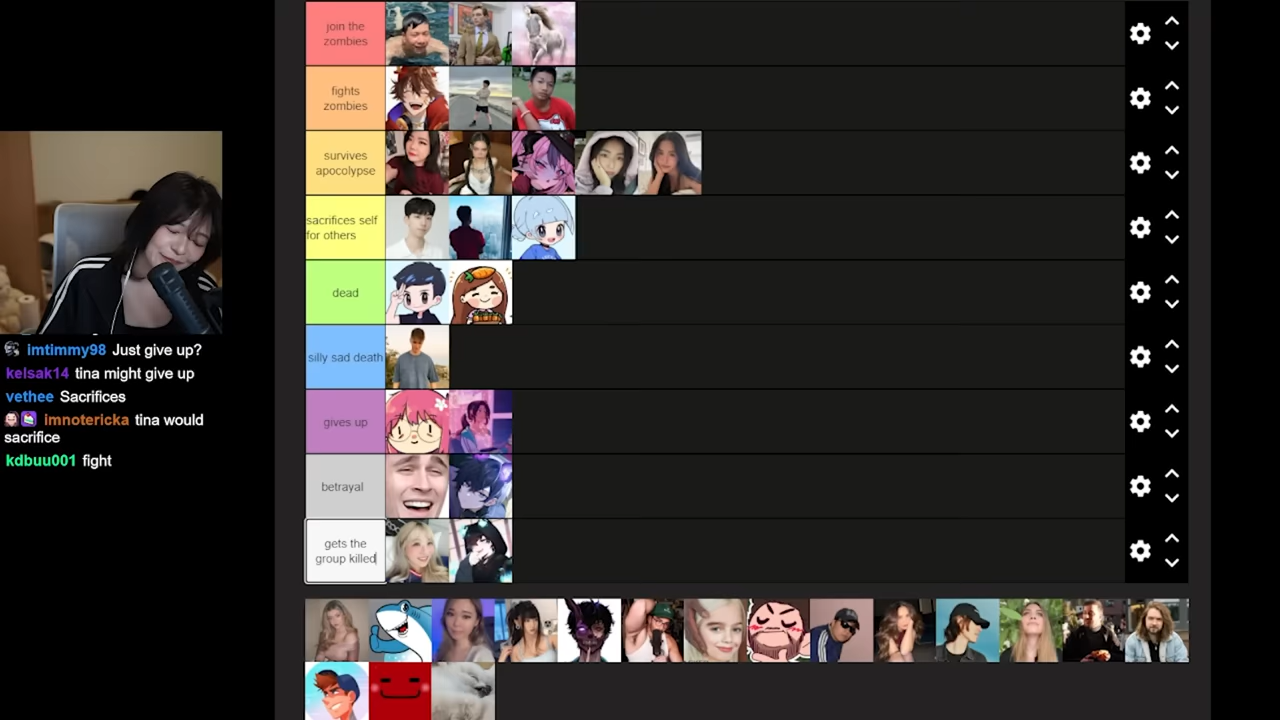 join the
zombies
fights
zombies
survives
apocolypse
sacrifices self
for others
dead
silly sad death
gives up
betrayal
gets the
group killed
imtimmy98 Just give up?
kelsak14 tina might give up
vethee Sacrifices
imnotericka tina would
sacrifice
kdbuu001 fight